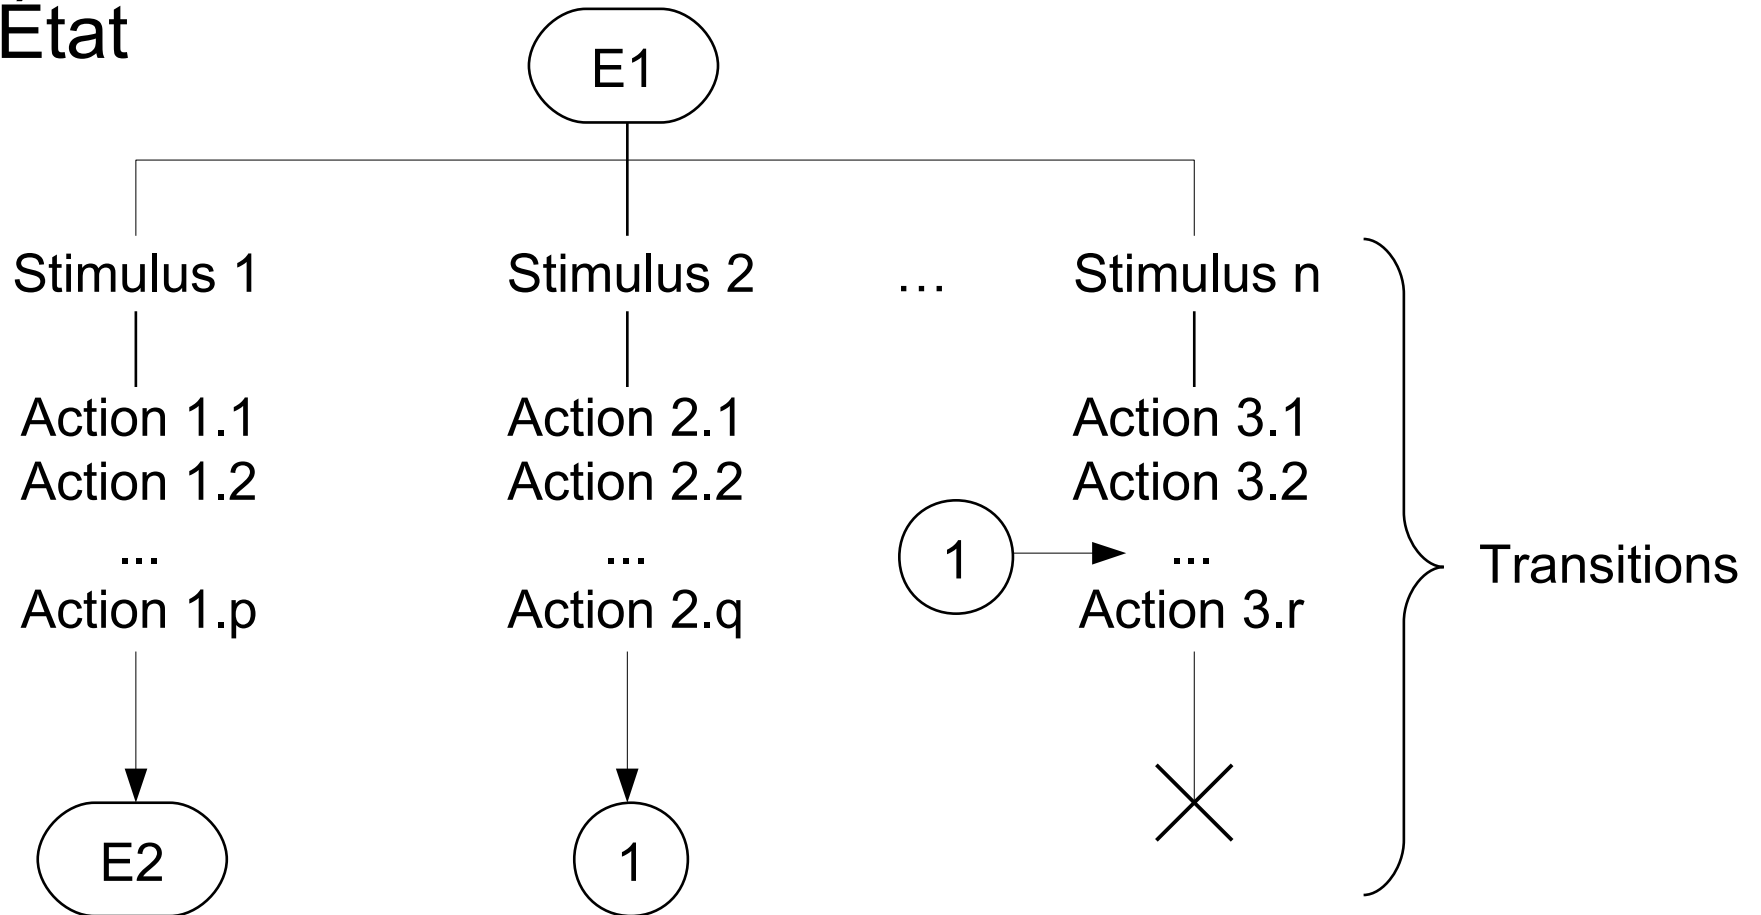 État
E1
Stimulus 1
Stimulus 2
...
Stimulus n
Action 1.1
Action 2.1
Action 3.1
Action 1.2
Action 2.2
Action 3.2
...
...
1
...
Transitions
Action 1.p
Action 2.q
Action 3.r
E2
1